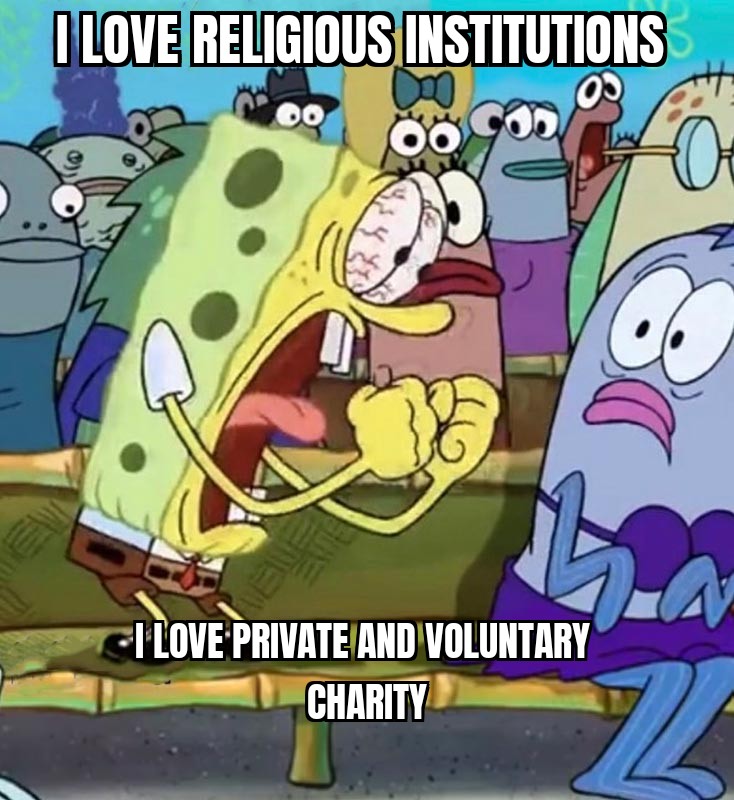 I LOVE RELIGIOUS INSTITUTIONS
I LOVE PRIVATE AND VOLUNTARY
CHARITY